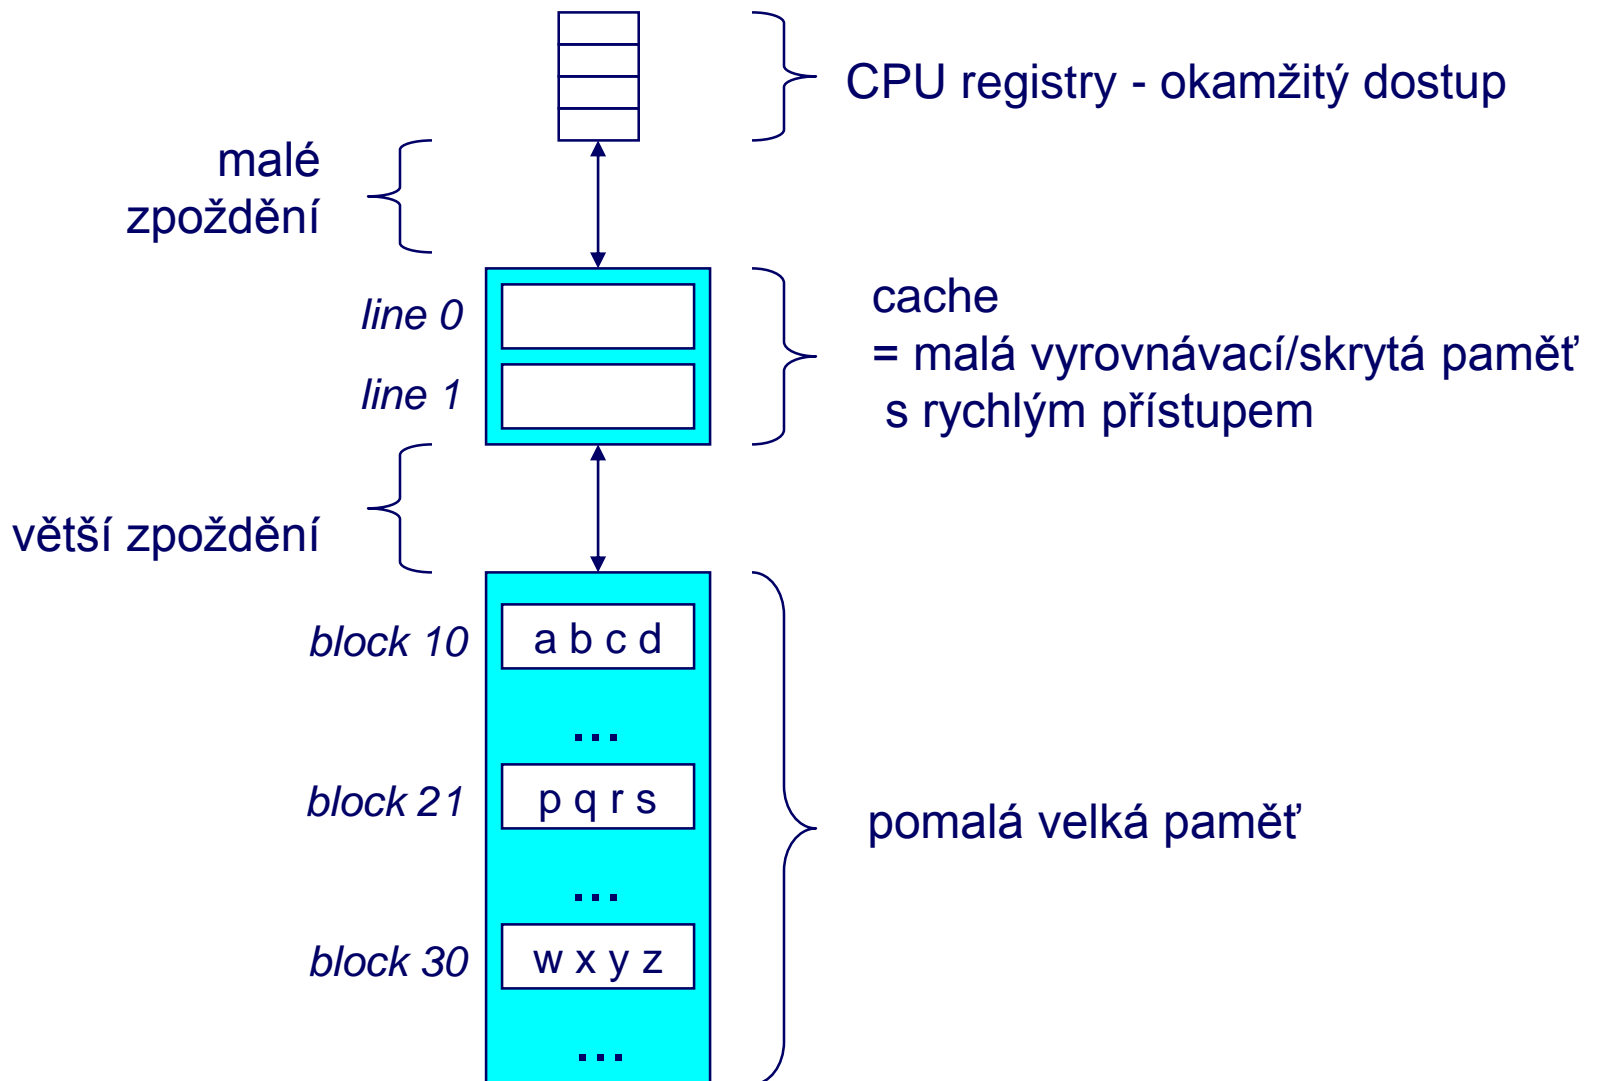 CPU registry - okamžitý dostup
malé
zpoždění
line 0
line 1
cache
= malá vyrovnávací/skrytá paměť
s rychlým přístupem
větší zpoždění
block 10
a b c d
...
block 21
p q r s
...
pomalá velká paměť
block 30
w x y z
...